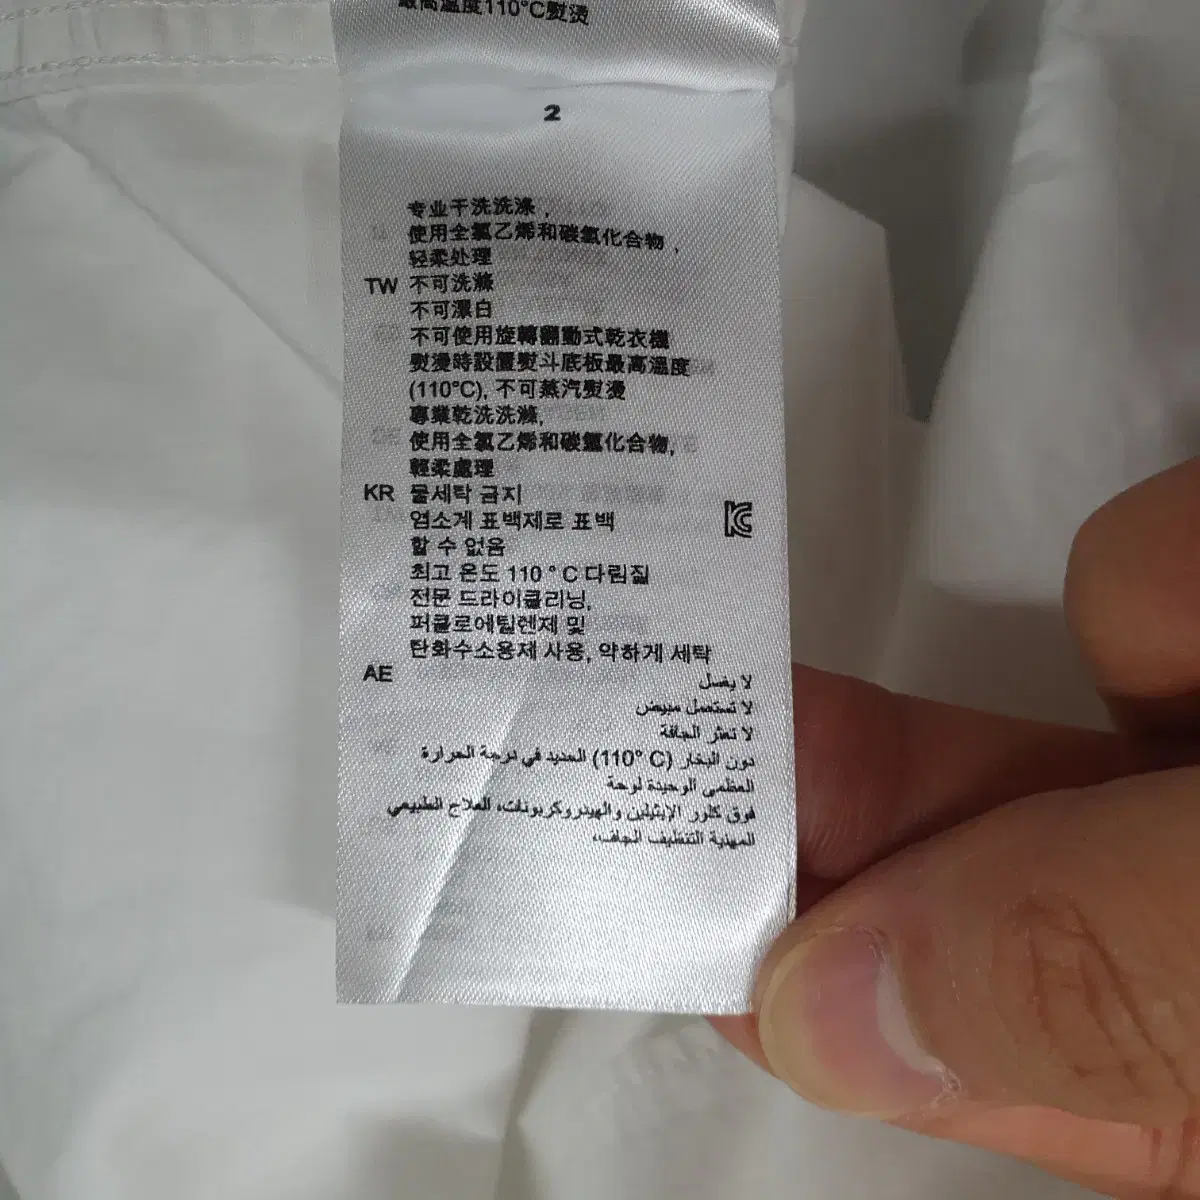 最高溫度110°C熨燙
2
专业干洗洗涤，
使用全氯乙烯和碳氢化合物，
轻柔处理
TW 不可洗滌
不可漂白
不可使用旋轉翻動式乾衣機
熨燙時設置熨斗底板最高溫度
(110°C), 不可蒸汽熨燙
專業乾洗洗滌,
使用全氯乙烯和碳氫化合物,
輕柔處理
KR 물세탁 금지
염소계 표백제로 표백
할 수 없음
최고 온도 110 ° C 다림질
전문 드라이클리닝,
퍼클로에틸렌제 및
탄화수소용제 사용, 약하게 세탁
AE
لا يغسل
لا تستعمل مبيض
لا تعثر الجافة
دون البخار (110° C) الحديد في درجة الحرارة
العظمى الوحيدة لوحة
فوق كلور الإيثيلين والهيدروكربونات، العلاج الطبيعي
المهنية التنظيف الجاف،